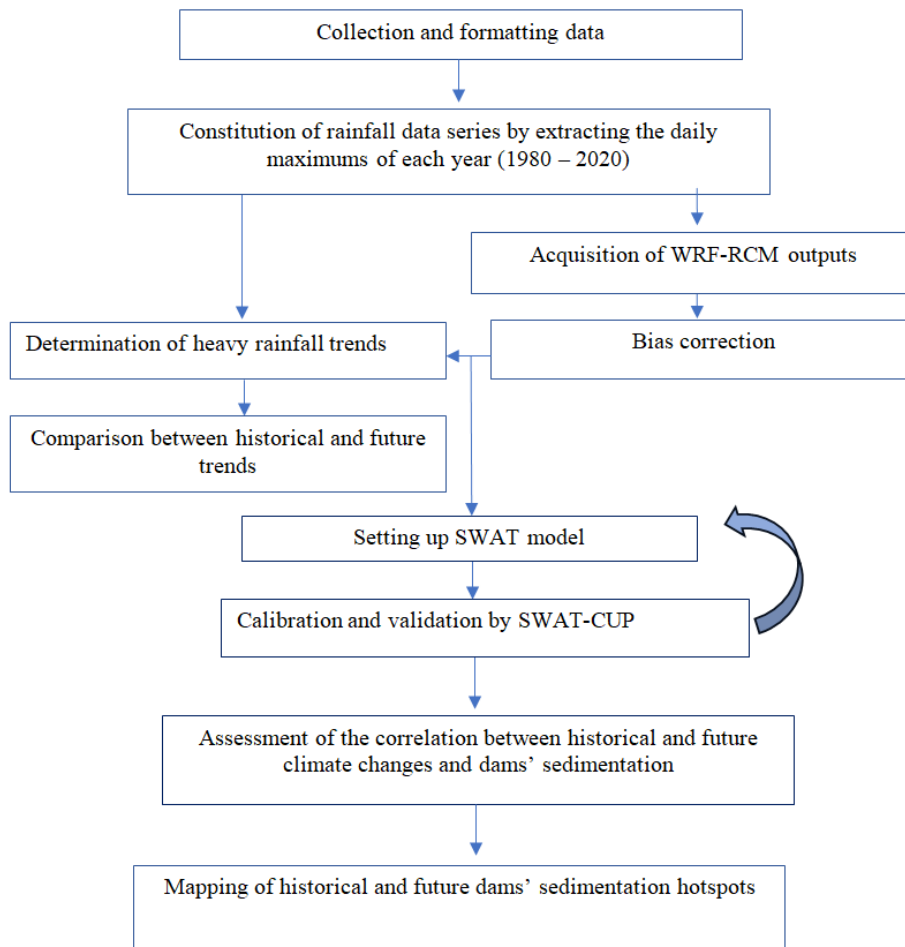 Collection and formatting data
Constitution of rainfall data series by extracting the daily
maximums of each year (1980 – 2020)
Acquisition of WRF-RCM outputs
Determination of heavy rainfall trends
Bias correction
Comparison between historical and future
trends
Setting up SWAT model
Calibration and validation by SWAT-CUP
Assessment of the correlation between historical and future
climate changes and dams’ sedimentation
Mapping of historical and future dams’ sedimentation hotspots